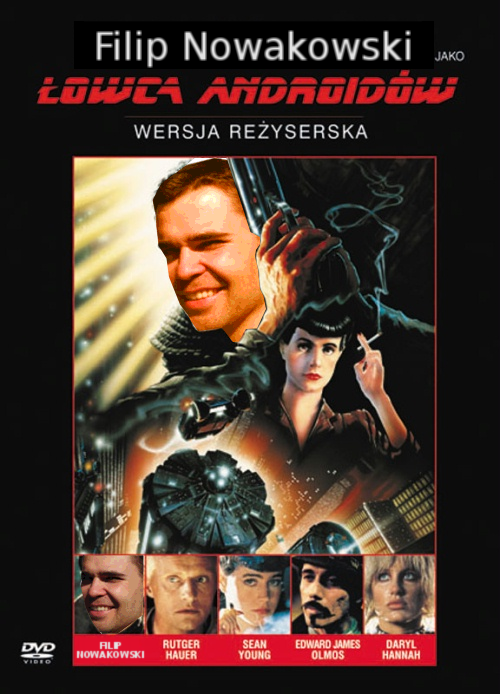 Filip Nowakowski
JAKO
ŁOWCA ANDROIDÓW
WERSJA REŻYSERSKA
FILIP NOWAKOWSKI
RUTGER HAUER
SEAN YOUNG
EDWARD JAMES OLMOS
DARYL HANNAH
DVD
VIDEO